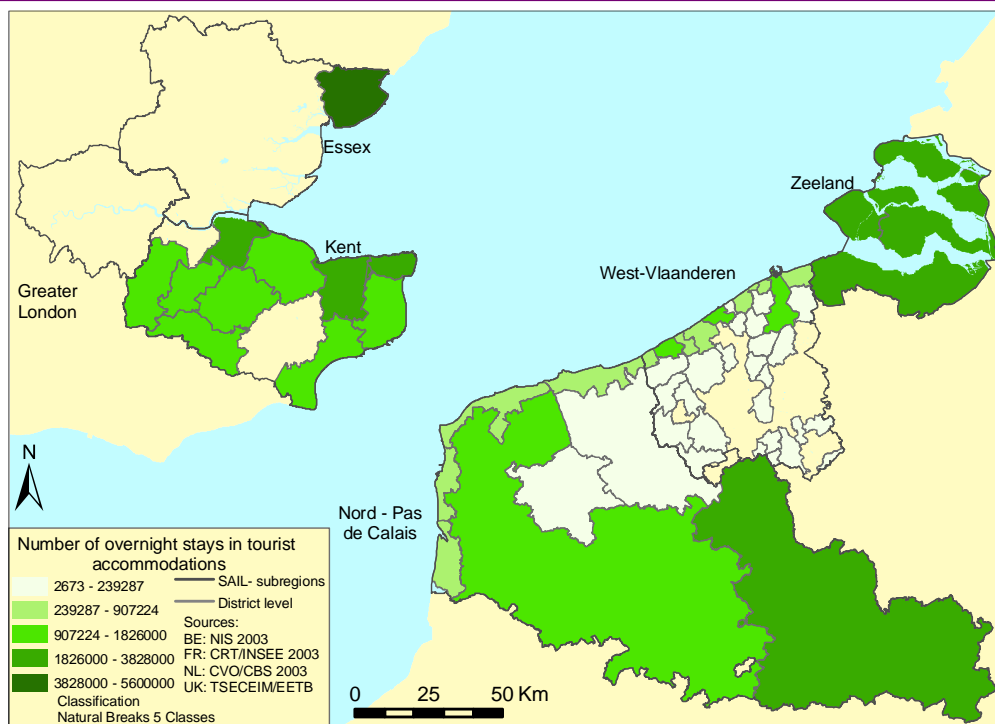 Essex
Zeeland
Kent
West-Vlaanderen
Greater
London
N
Nord - Pas
de Calais
Number of overnight stays in tourist
accommodations
2673 - 239287
239287 - 907224
907224 - 1826000
1826000 - 3828000
3828000 - 5600000
Classification
Natural Breaks 5 Classes
SAIL- subregions
District level
Sources:
BE: NIS 2003
FR: CRT/INSEE 2003
NL: CVO/CBS 2003
UK: TSECEIM/EETB
0 25 50 Km